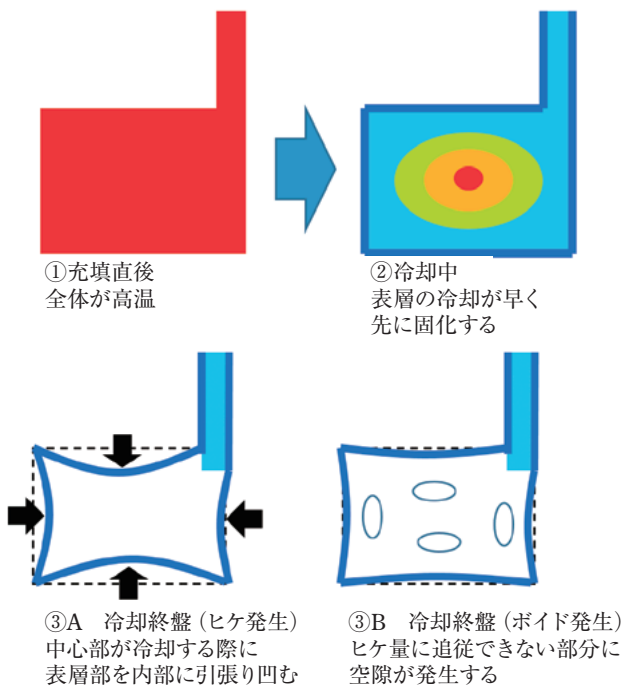 ①充填直後
全体が高温
②冷却中
表層の冷却が早く
先に固化する
③A　冷却終盤（ヒケ発生）
中心部が冷却する際に
表層部を内部に引張り凹む
③B　冷却終盤（ボイド発生）
ヒケ量に追従できない部分に
空隙が発生する